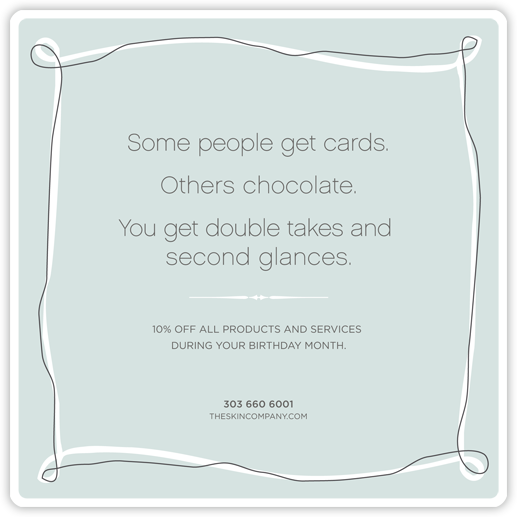 Some people get cards.
Others chocolate.
You get double takes and
second glances.
10% OFF ALL PRODUCTS AND SERVICES
DURING YOUR BIRTHDAY MONTH.
303 660 6001
THESKINCOMPANY.COM